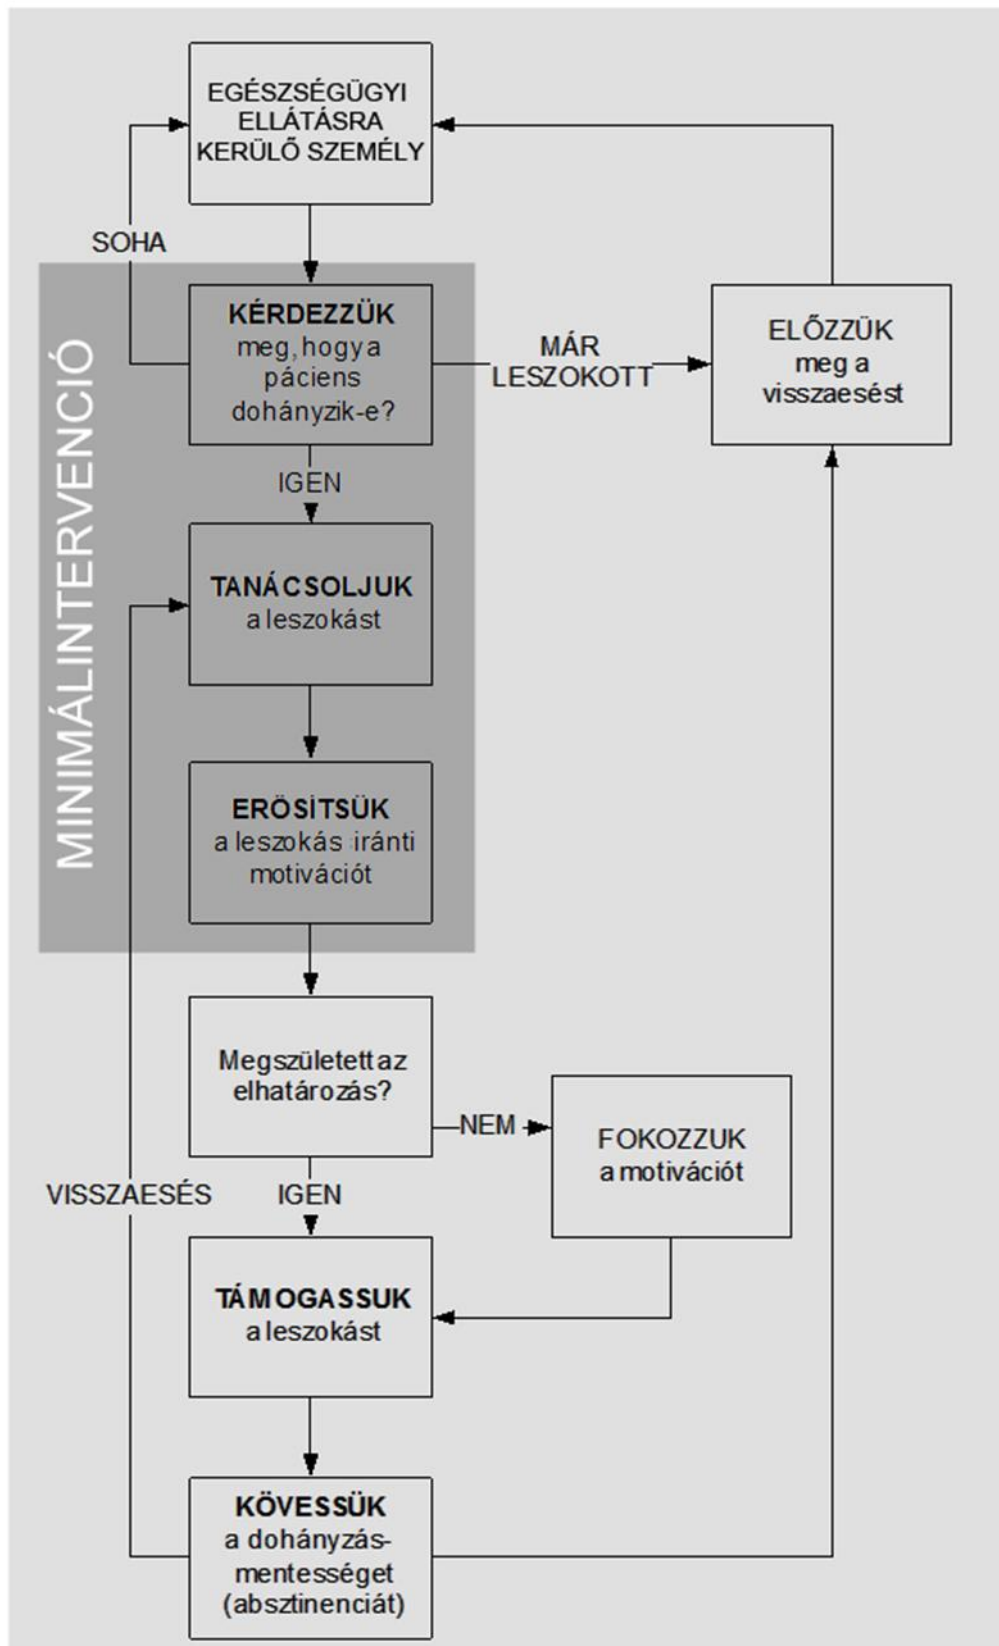 EGÉSZSÉGÜGYI
ELLÁTÁSRA
KERÜLŐ SZEMÉLY
SOHA
MINIMÁLINTERVENCIÓ
KÉRDEZZÜK
meg, hogy a
páciens
dohányzik-e?
MÁR
LESZOKOTT
ELŐZZÜK
meg a
visszaesést
IGEN
TANÁCSOLJUK
a leszokást
ERŐSÍTSÜK
a leszokás iránti
motivációt
Megszületett az
elhatározás?
NEM
FOKOZZUK
a motivációt
VISSZAESÉS
IGEN
TÁMOGASSUK
a leszokást
KÖVESSÜK
a dohányzás-
mentességet
(absztinenciát)